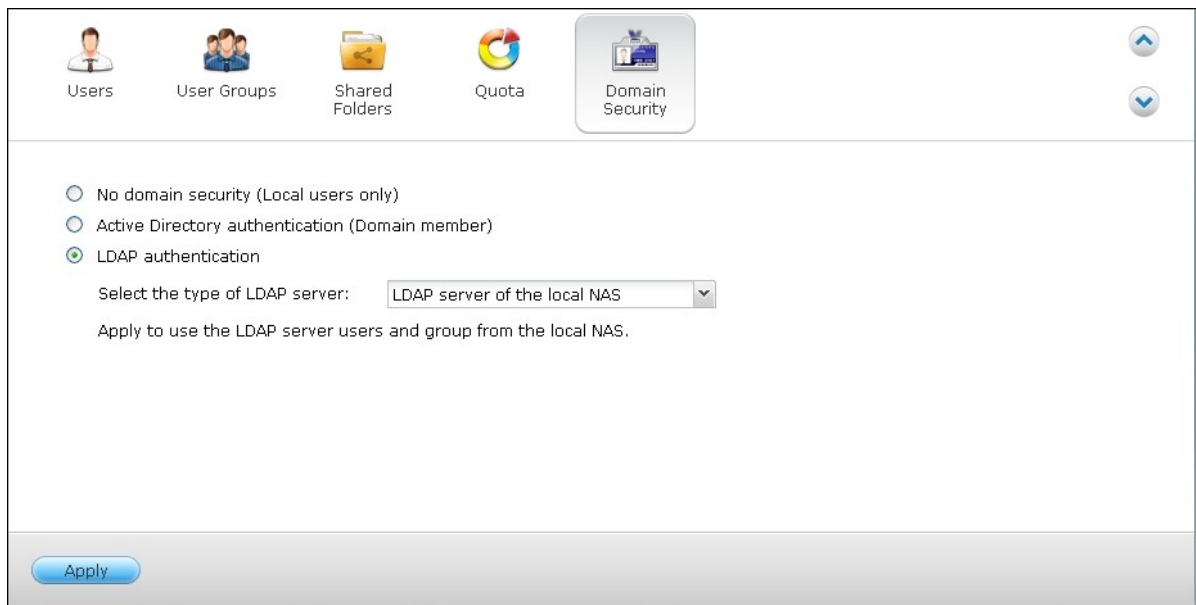 Users
User Groups
Shared
Folders
Quota
Domain
Security
No domain security (Local users only)
Active Directory authentication (Domain member)
LDAP authentication
Select the type of LDAP server: LDAP server of the local NAS
Apply to use the LDAP server users and group from the local NAS.
Apply